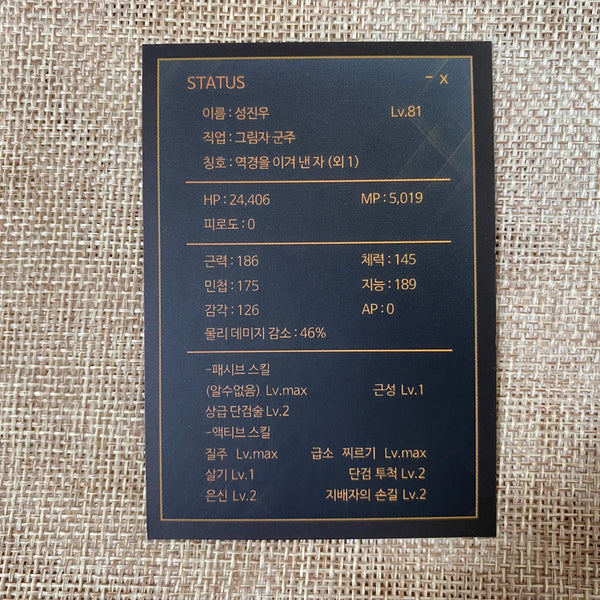 STATUS - x
이름 : 성진우 Lv.81
직업 : 그림자 군주
칭호 : 역경을 이겨 낸 자 (외 1)
HP : 24,406 MP : 5,019
피로도 : 0
근력 : 186 체력 : 145
민첩 : 175 지능 : 189
감각 : 126 AP : 0
물리 데미지 감소 : 46%
-패시브 스킬
(알수없음) Lv.max 근성 Lv.1
상급 단검술 Lv.2
-액티브 스킬
질주 Lv.max 급소 찌르기 Lv.max
살기 Lv.1 단검 투척 Lv.2
은신 Lv.2 지배자의 손길 Lv.2